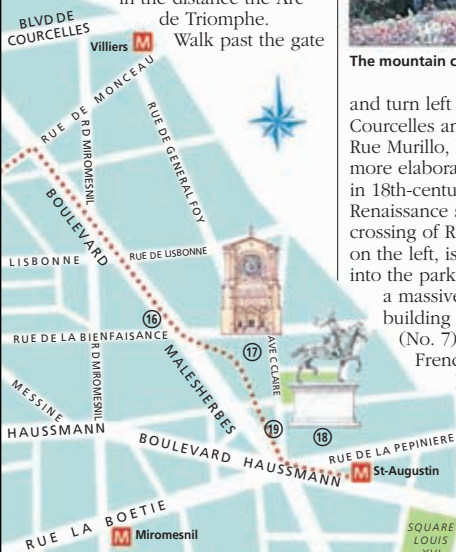 in the distance the Arc
de Triomphe.
Walk past the gate
The mountain c
and turn left
Courcelles an
Rue Murillo,
more elabora
in 18th-centu
Renaissance s
crossing of R
on the left, is
into the park
a massive
building
(No. 7)
Frenc
BLVD DE
COURCELLES
Villiers M
RUE DE MONCEAU
R D MIROMESNIL
RUE DE GENERAL FOY
BOULEVARD
MALESHERBES
LISBONNE
RUE DE LISBONNE
16
RUE DE LA BIENFAISANCE
17
AVE C CLAIRE
R D MIROMESNIL
MESSINE
HAUSSMANN
BOULEVARD HAUSSMANN
19
18
RUE DE LA PEPINIERE
M St-Augustin
RUE LA BOETIE
M Miromesnil
SQUARE
LOUIS
XVI